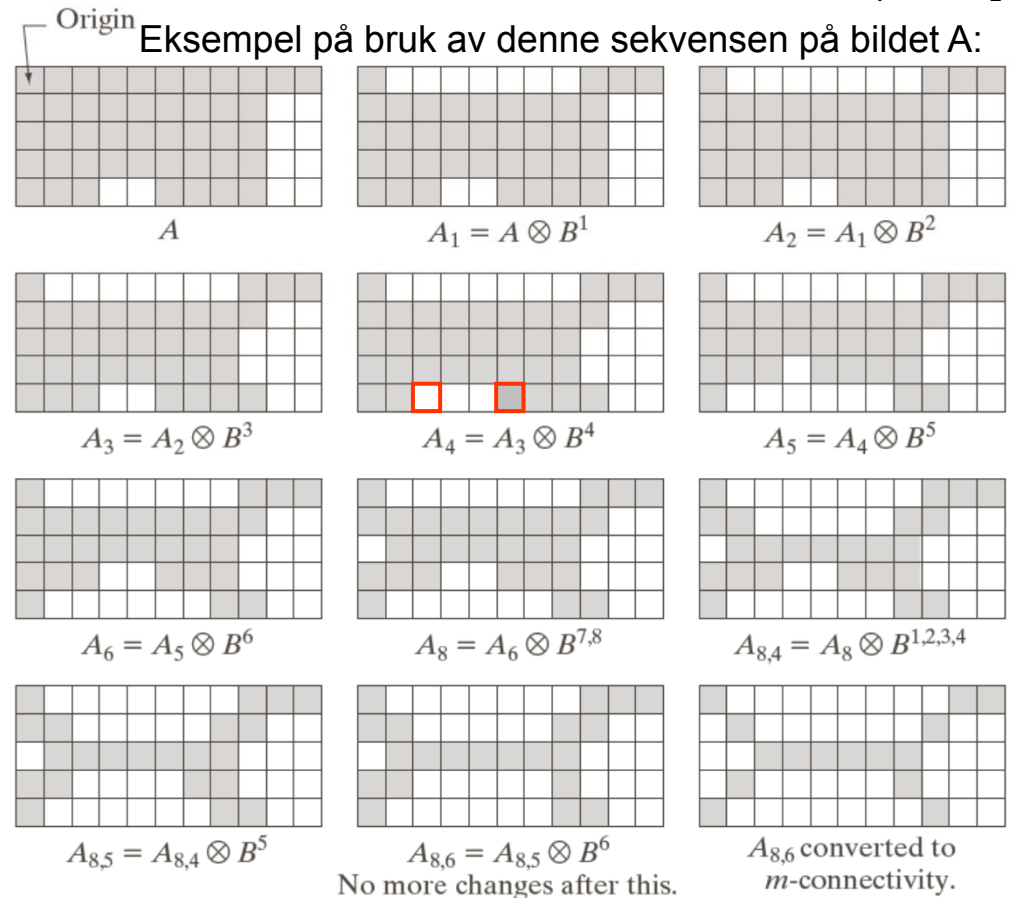 Origin
Eksempel på bruk av denne sekvensen på bildet A:
A
A₁ = A ⊗ B¹
A₂ = A₁ ⊗ B²
A₃ = A₂ ⊗ B³
A₄ = A₃ ⊗ B⁴
A₅ = A₄ ⊗ B⁵
A₆ = A₅ ⊗ B⁶
A₈ = A₆ ⊗ B⁷,⁸
A₈,₄ = A₈ ⊗ B¹,²,³,⁴
A₈,₅ = A₈,₄ ⊗ B⁵
A₈,₆ = A₈,₅ ⊗ B⁶
No more changes after this.
A₈,₆ converted to
m-connectivity.